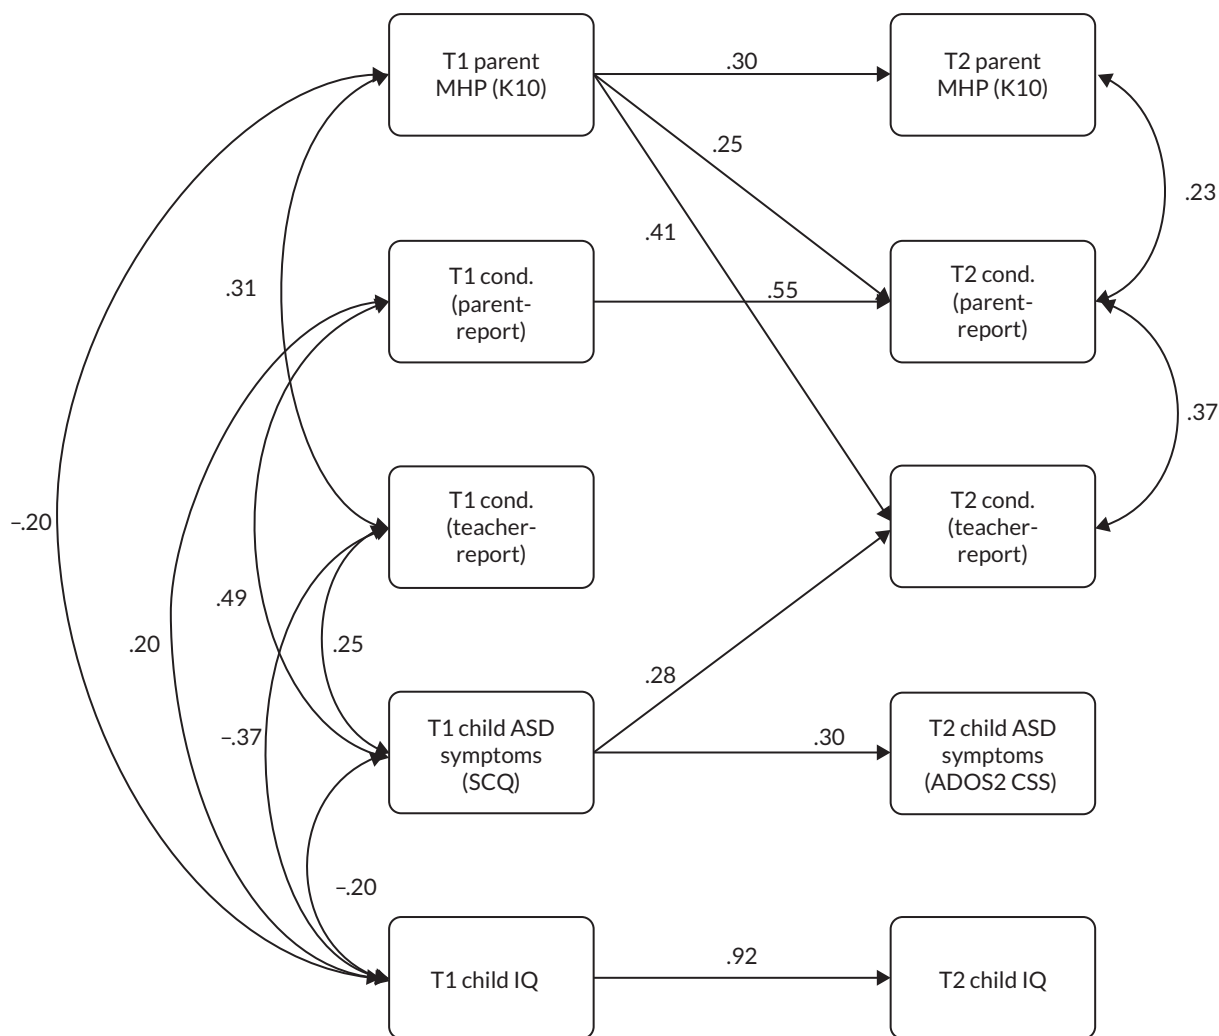 T1 parent
MHP (K10)
.30
T2 parent
MHP (K10)
.25
.23
.41
T1 cond.
(parent-
report)
.31
.55
T2 cond.
(parent-
report)
.37
T1 cond.
(teacher-
report)
T2 cond.
(teacher-
report)
–.20
.49
.20
.25
.28
–.37
T1 child ASD
symptoms
(SCQ)
.30
T2 child ASD
symptoms
(ADOS2 CSS)
–.20
T1 child IQ
.92
T2 child IQ